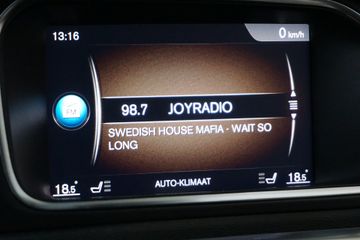 13:16
0 km/h
FM
98.7 JOYRADIO
SWEDISH HOUSE MAFIA - WAIT SO
LONG
18.5° AUTO-KLIMAAT 18.5°